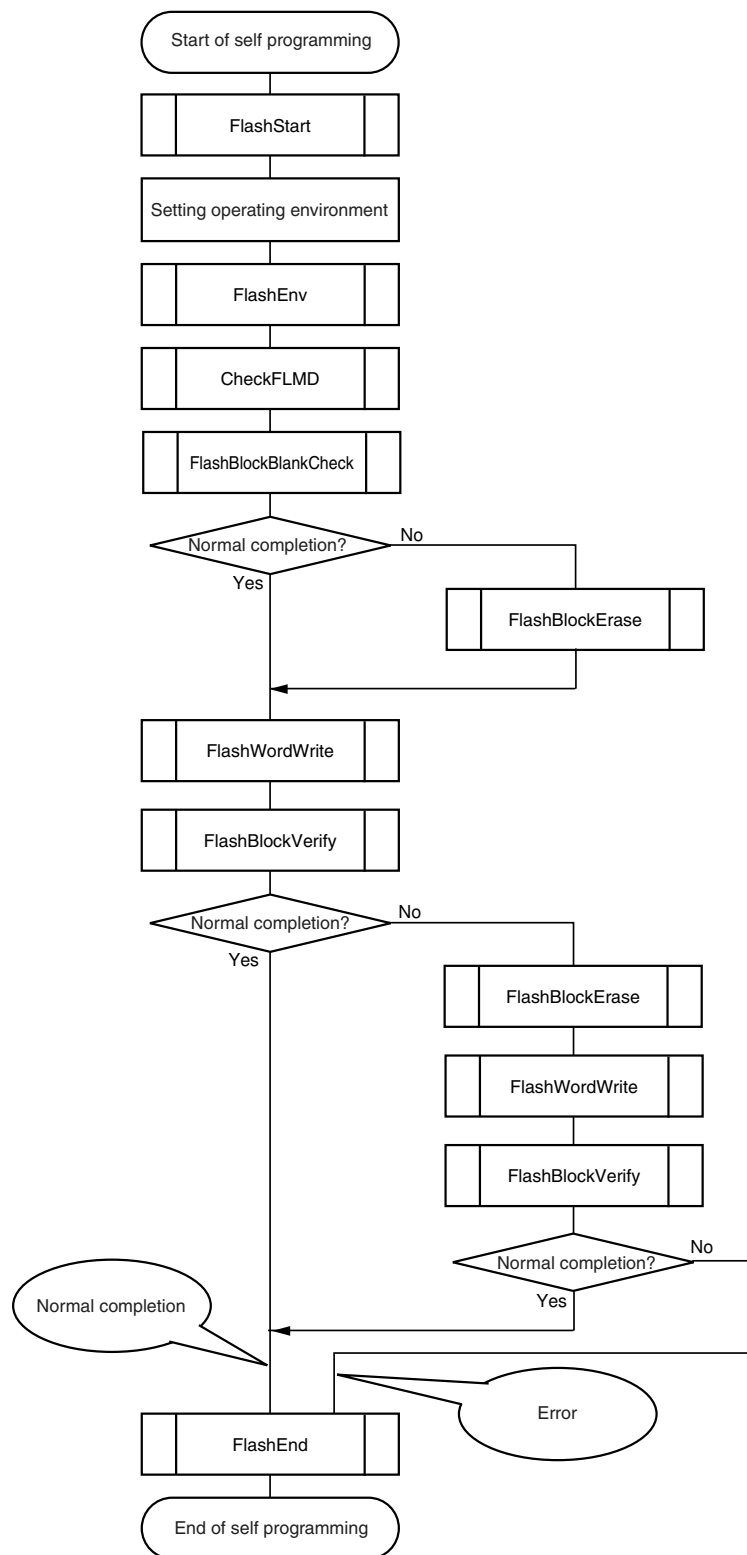 Start of self programming
FlashStart
Setting operating environment
FlashEnv
CheckFLMD
FlashBlockBlankCheck
Normal completion?
No
Yes
FlashBlockErase
FlashWordWrite
FlashBlockVerify
Normal completion?
No
Yes
FlashBlockErase
FlashWordWrite
FlashBlockVerify
Normal completion?
No
Yes
Normal completion
Error
FlashEnd
End of self programming